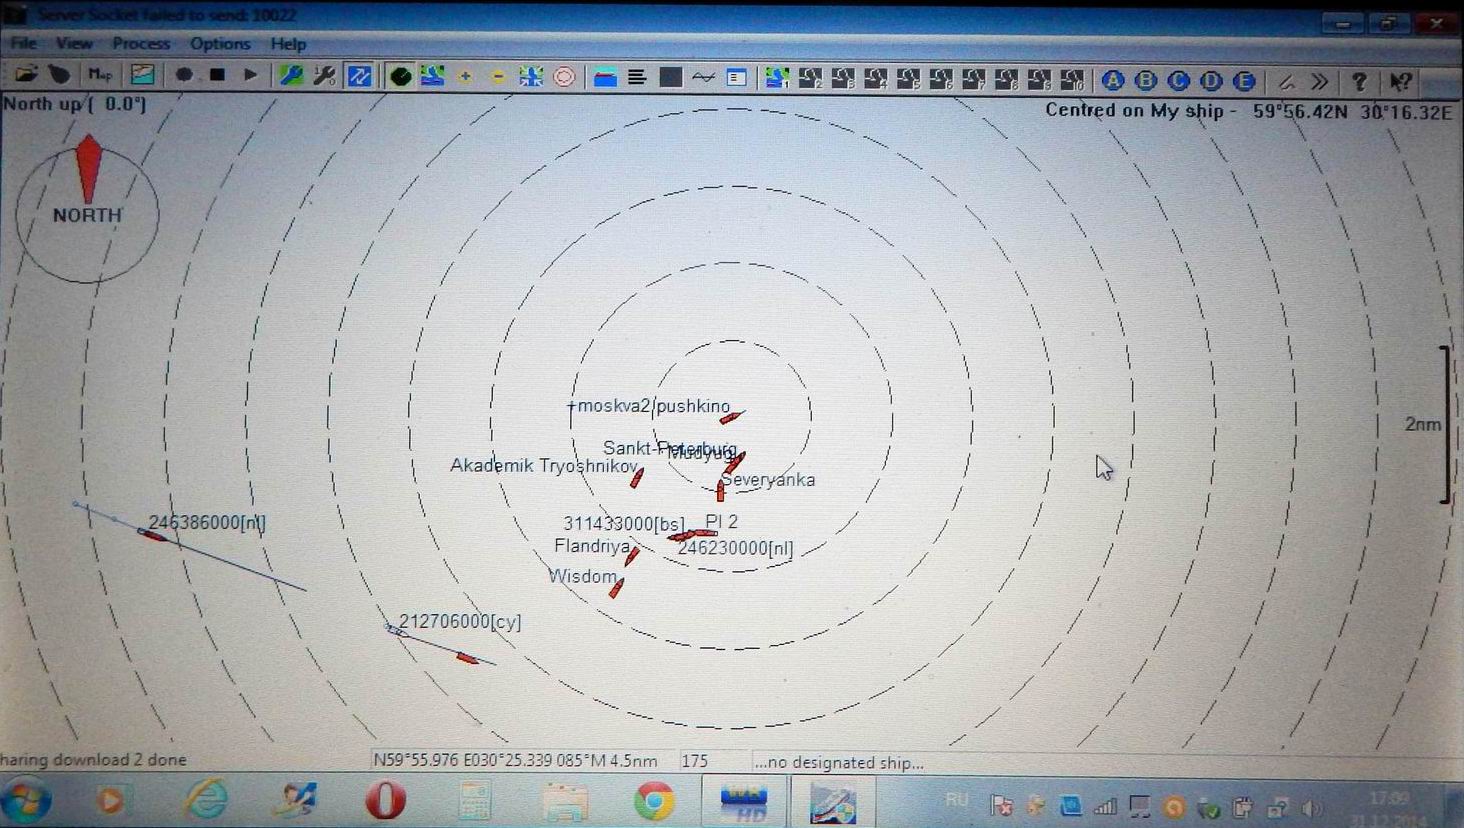 Server Socket failed to send: 10022
File View Process Options Help
Map
A B C D E
North up ( 0.0°)
Centred on My ship - 59°56.42N 30°16.32E
NORTH
+moskva2/pushkino
2nm
Sankt-Peterburg
Mudyug
Akademik Tryoshnikov
Severyanka
246386000[nl]
311433000[bs]
Pl 2
Flandriya
246230000[nl]
Wisdom
212706000[cy]
haring download 2 done
N59°55.976 E030°25.339 085°M 4.5nm
175
...no designated ship...
HD
RU
17:09
31.12.2014